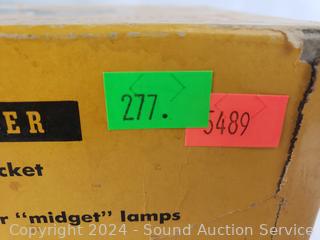 277.
5489
ER
cket
r "midget" lamps
Copyright 2024 - Sound Auction Service